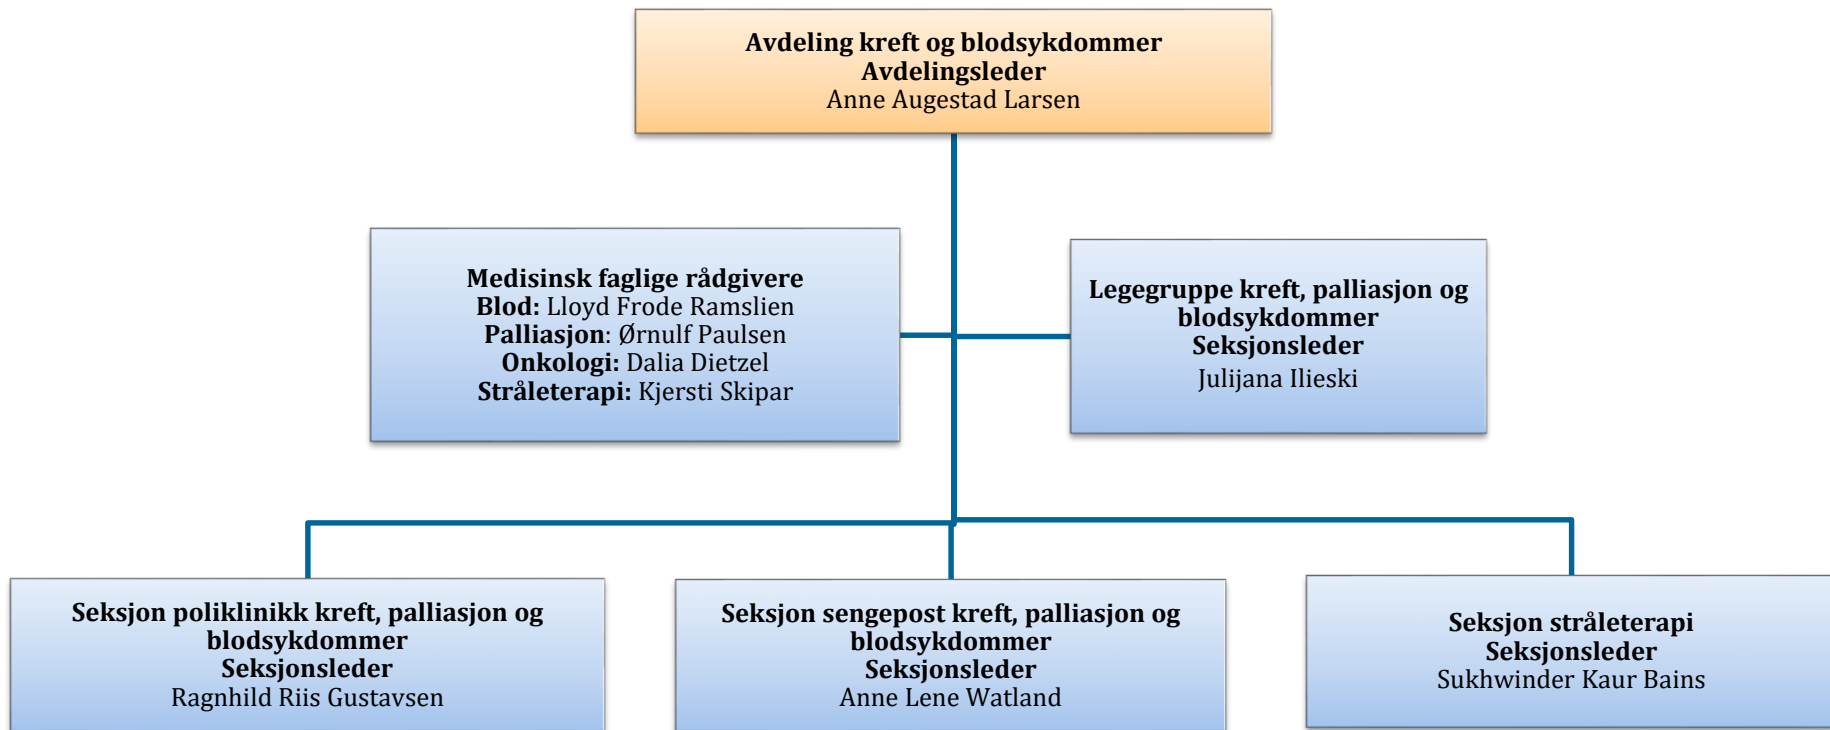 Avdeling kreft og blodsykdommer
Avdelingsleder
Anne Augestad Larsen
Medisinsk faglige rådgivere
Blod: Lloyd Frode Ramslien
Palliasjon: Ørnulf Paulsen
Onkologi: Dalia Dietzel
Stråleterapi: Kjersti Skipar
Legegruppe kreft, palliasjon og
blodsykdommer
Seksjonsleder
Julijana Ilieski
Seksjon poliklinikk kreft, palliasjon og
blodsykdommer
Seksjonsleder
Ragnhild Riis Gustavsen
Seksjon sengepost kreft, palliasjon og
blodsykdommer
Seksjonsleder
Anne Lene Watland
Seksjon stråleterapi
Seksjonsleder
Sukhwinder Kaur Bains